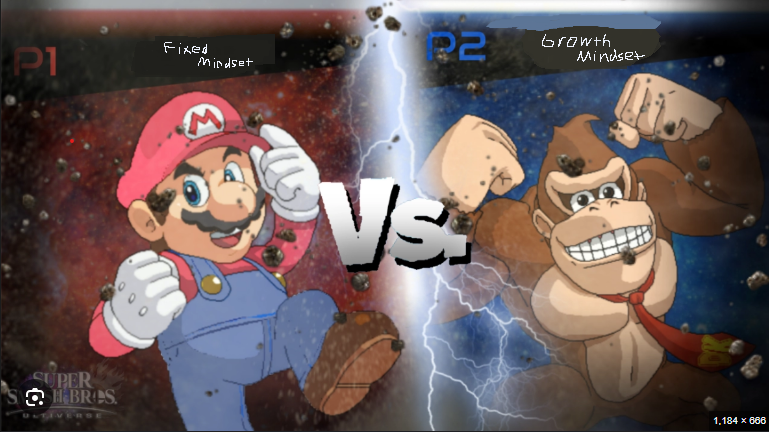 P1
Fixed
Mindset
P2
Growth
Mindset
M
Vs.
SUPER
SMASH BROS.
1,184 × 666